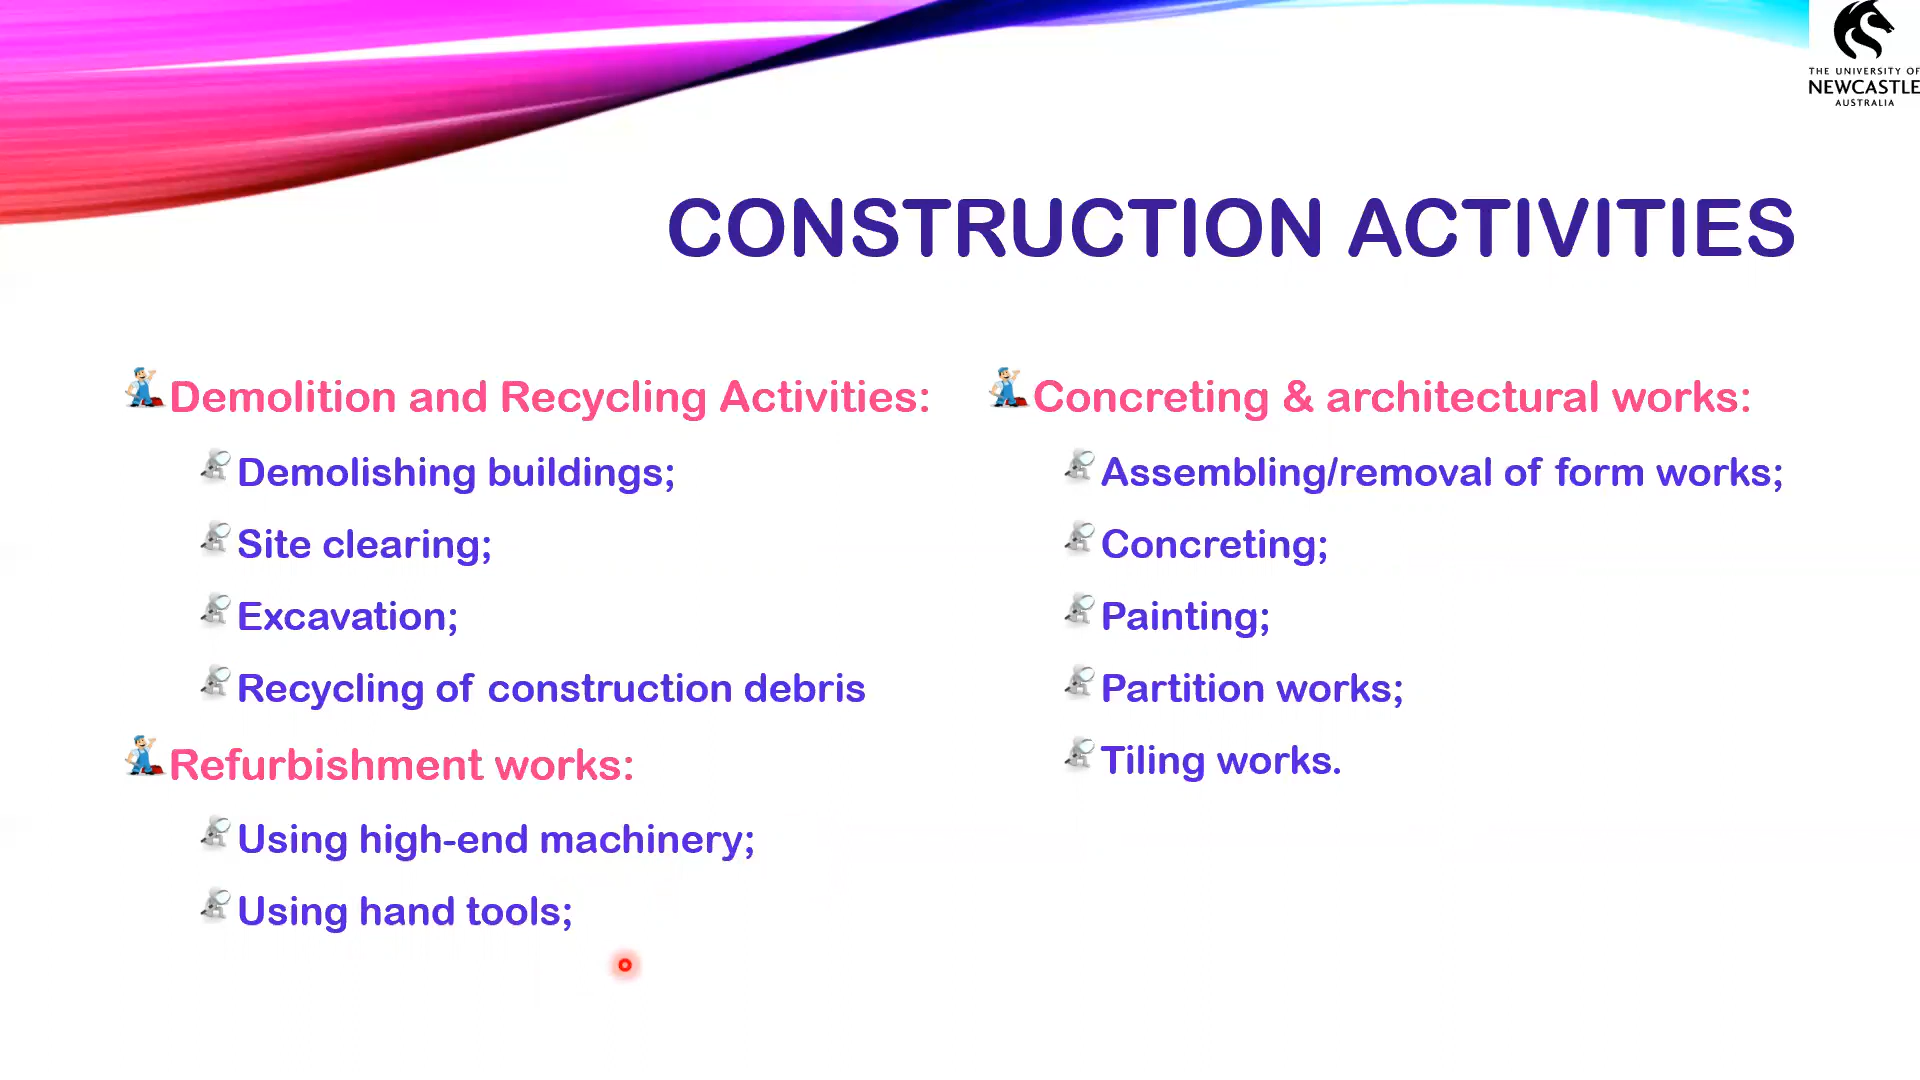 THE UNIVERSITY OF
NEWCASTLE
AUSTRALIA
CONSTRUCTION ACTIVITIES
Demolition and Recycling Activities:
Demolishing buildings;
Site clearing;
Excavation;
Recycling of construction debris
Refurbishment works:
Using high-end machinery;
Using hand tools;
Concreting & architectural works:
Assembling/removal of form works;
Concreting;
Painting;
Partition works;
Tiling works.